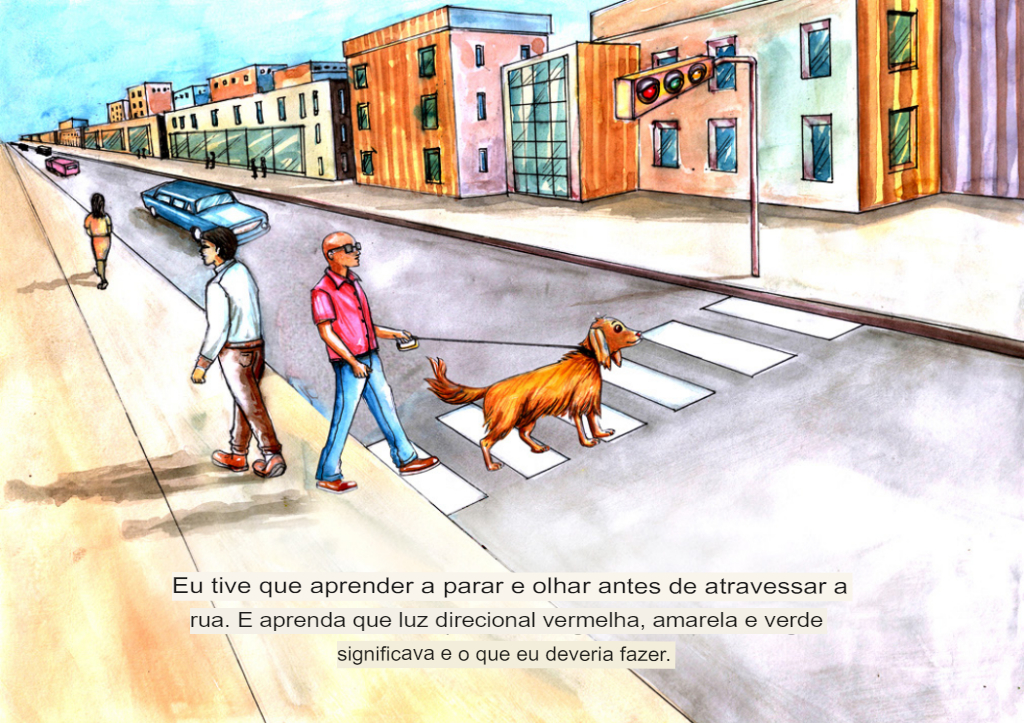 Eu tive que aprender a parar e olhar antes de atravessar a
rua. E aprenda que luz direcional vermelha, amarela e verde
significava e o que eu deveria fazer.